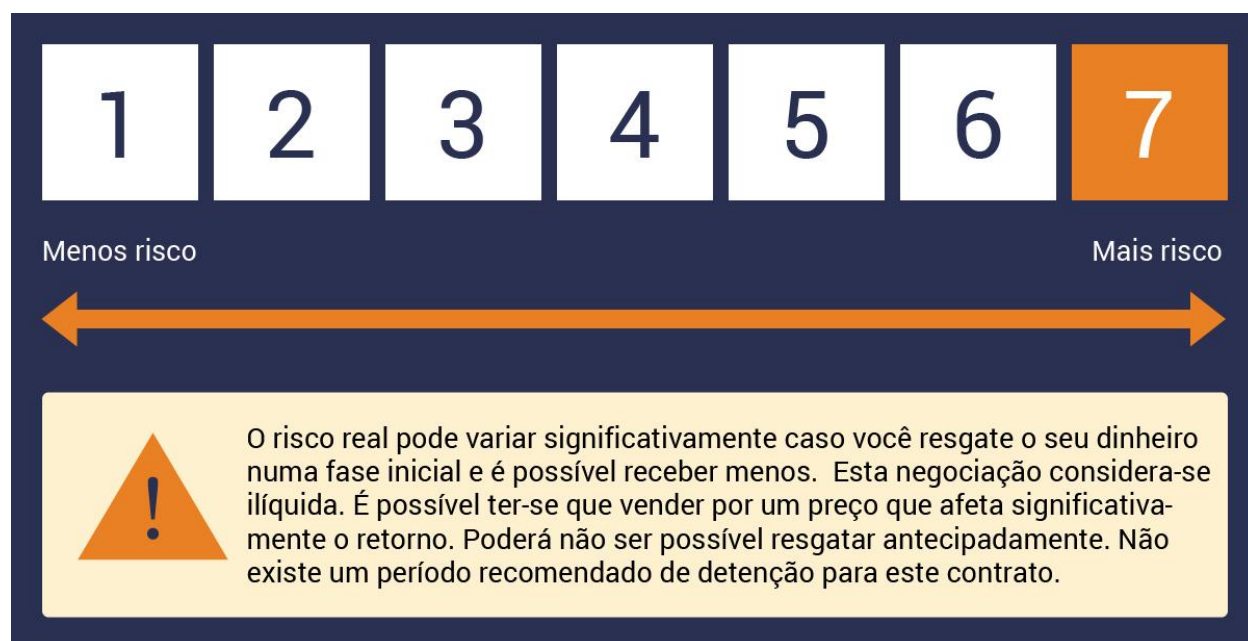 1 2 3 4 5 6 7
Menos risco Mais risco
!
O risco real pode variar significativamente caso você resgate o seu dinheiro
numa fase inicial e é possível receber menos.  Esta negociação considera-se
ilíquida. É possível ter-se que vender por um preço que afeta significativa-
mente o retorno. Poderá não ser possível resgatar antecipadamente. Não
existe um período recomendado de detenção para este contrato.